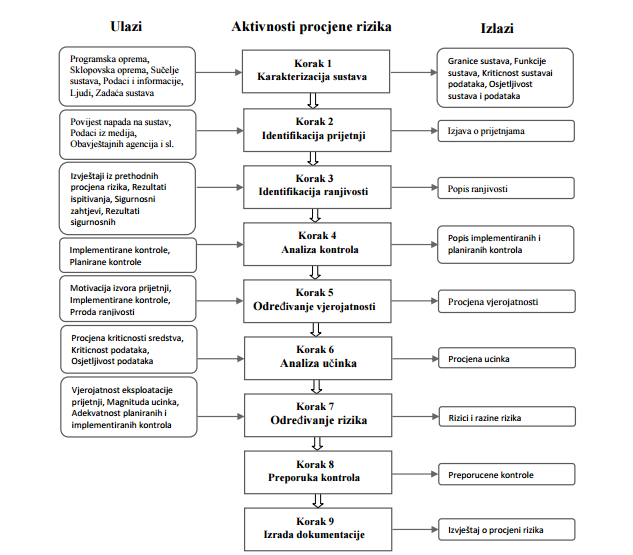 Ulazi
Aktivnosti procjene rizika
Izlazi
Programska oprema,
Sklopovska oprema, Sučelje
sustava, Podaci i informacije,
Ljudi, Zadaća sustava
Korak 1
Karakterizacija sustava
Granice sustava, Funkcije
sustava, Kriticnost sustavai
podataka, Osjetljivost
sustava i podataka
Povijest napada na sustav,
Podaci iz medija,
Obavještajnih agencija i sl.
Korak 2
Identifikacija prijetnji
Izjava o prijetnjama
Izvještaji iz prethodnih
procjena rizika, Rezultati
ispitivanja, Sigurnosni
zahtjevi, Rezultati
sigurnosnih
Korak 3
Identifikacija ranjivosti
Popis ranjivosti
Implementirane kontrole,
Planirane kontrole
Korak 4
Analiza kontrola
Popis implementiranih i
planiranih kontrola
Motivacija izvora prijetnji,
Implementirane kontrole,
Prroda ranjivosti
Korak 5
Određivanje vjerojatnosti
Procjena vjerojatnosti
Procjena kriticnosti sredstva,
Kriticnost podataka,
Osjetljivost podataka
Korak 6
Analiza učinka
Procjena ucinka
Vjerojatnost eksploatacije
prijetnji, Magnituda ucinka,
Adekvatnost planiranih i
implementiranih kontrola
Korak 7
Određivanje rizika
Rizici i razine rizika
Korak 8
Preporuka kontrola
Preporucene kontrole
Korak 9
Izrada dokumentacije
Izvještaj o procjeni rizika